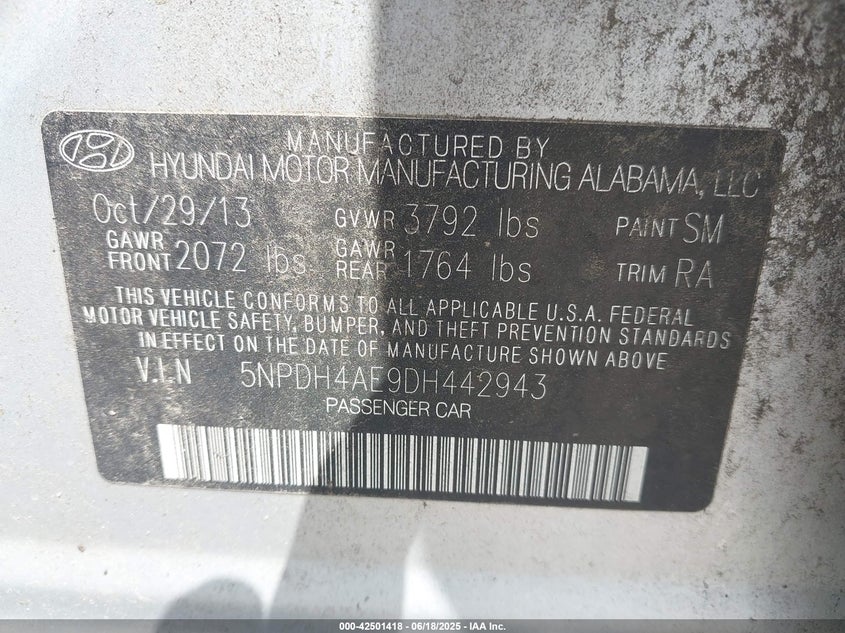 MANUFACTURED BY
HYUNDAI MOTOR MANUFACTURING ALABAMA, LLC
Oct/29/13 GVWR 3792 lbs PAINT SM
GAWR FRONT 2072 lbs GAWR REAR 1764 lbs TRIM RA
THIS VEHICLE CONFORMS TO ALL APPLICABLE U.S.A. FEDERAL
MOTOR VEHICLE SAFETY, BUMPER, AND THEFT PREVENTION STANDARDS
IN EFFECT ON THE DATE OF MANUFACTURE SHOWN ABOVE
V.I.N 5NPDH4AE9DH442943
PASSENGER CAR
000-42501418 - 06/18/2025 - IAA Inc.